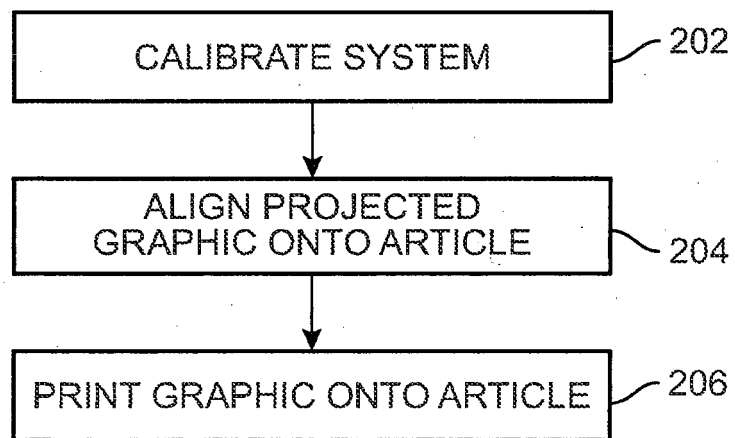 CALIBRATE SYSTEM
202
ALIGN PROJECTED
GRAPHIC ONTO ARTICLE
204
PRINT GRAPHIC ONTO ARTICLE
206